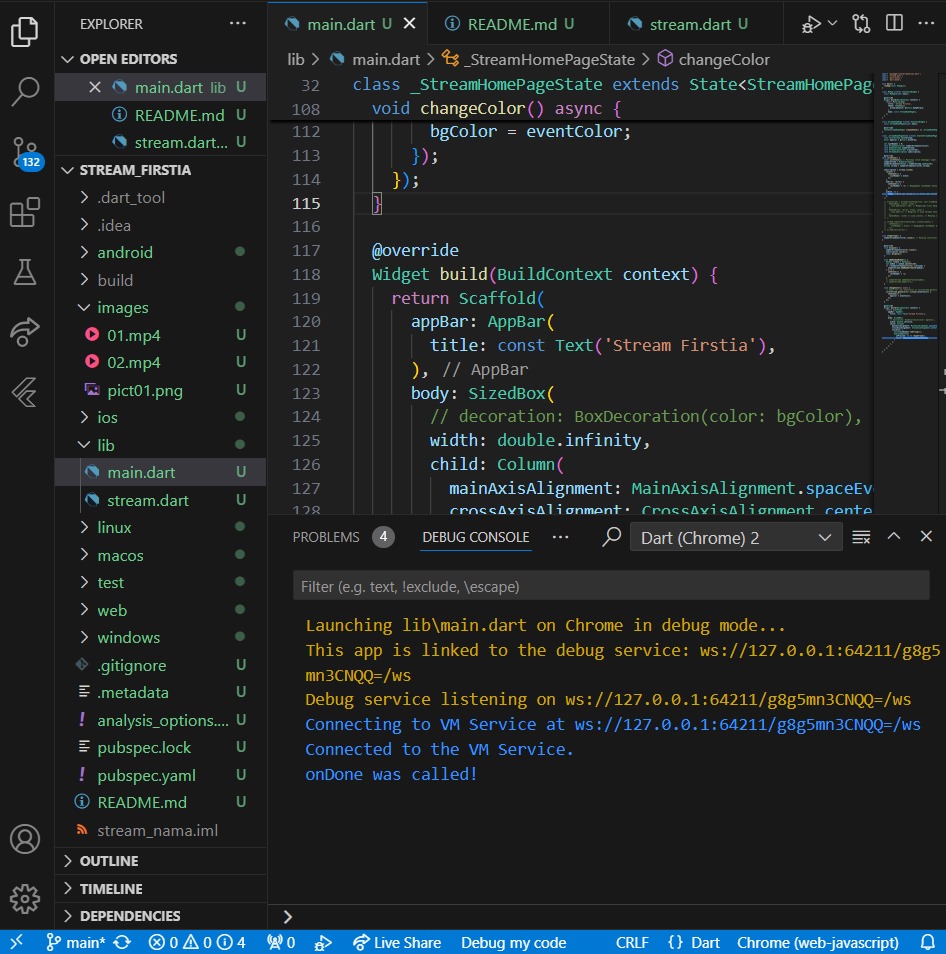 EXPLORER
OPEN EDITORS
main.dart lib U
README.md U
stream.dart... U
STREAM_FIRSTIA
.dart_tool
.idea
android
build
images
01.mp4 U
02.mp4 U
pict01.png U
ios
lib
main.dart U
stream.dart U
linux
macos
test
web
windows
.gitignore U
.metadata U
analysis_options.... U
pubspec.lock U
pubspec.yaml U
README.md U
stream_nama.iml
OUTLINE
TIMELINE
DEPENDENCIES
132
main.dart U README.md U stream.dart U
lib > main.dart > _StreamHomePageState > changeColor
32 class _StreamHomePageState extends State<StreamHomePag
108 void changeColor() async {
112 bgColor = eventColor;
113 });
114 });
115 }
116
117 @override
118 Widget build(BuildContext context) {
119 return Scaffold(
120 appBar: AppBar(
121 title: const Text('Stream Firstia'),
122 ), // AppBar
123 body: SizedBox(
124 // decoration: BoxDecoration(color: bgColor),
125 width: double.infinity,
126 child: Column(
127 mainAxisAlignment: MainAxisAlignment.spaceEv
128 crossAxisAlignment: CrossAxisAlignment.cente
PROBLEMS 4 DEBUG CONSOLE ... Dart (Chrome) 2
Filter (e.g. text, !exclude, \escape)
Launching lib\main.dart on Chrome in debug mode...
This app is linked to the debug service: ws://127.0.0.1:64211/g8g5
mn3CNQQ=/ws
Debug service listening on ws://127.0.0.1:64211/g8g5mn3CNQQ=/ws
Connecting to VM Service at ws://127.0.0.1:64211/g8g5mn3CNQQ=/ws
Connected to the VM Service.
onDone was called!
main* 0 0 4 0 Live Share Debug my code CRLF {} Dart Chrome (web-javascript)